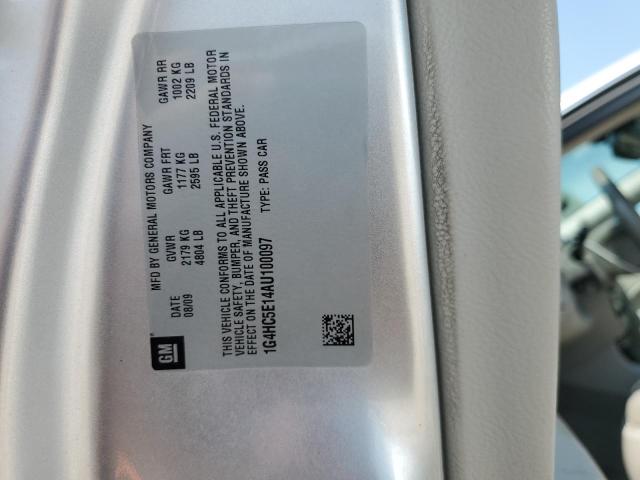 GM
MFD BY GENERAL MOTORS COMPANY
DATE GVWR GAWR FRT GAWR RR
08/09 2179 KG 1177 KG 1002 KG
4804 LB 2595 LB 2209 LB
THIS VEHICLE CONFORMS TO ALL APPLICABLE U.S. FEDERAL MOTOR
VEHICLE SAFETY, BUMPER, AND THEFT PREVENTION STANDARDS IN
EFFECT ON THE DATE OF MANUFACTURE SHOWN ABOVE.
1G4HC5E14AU100097 TYPE: PASS CAR